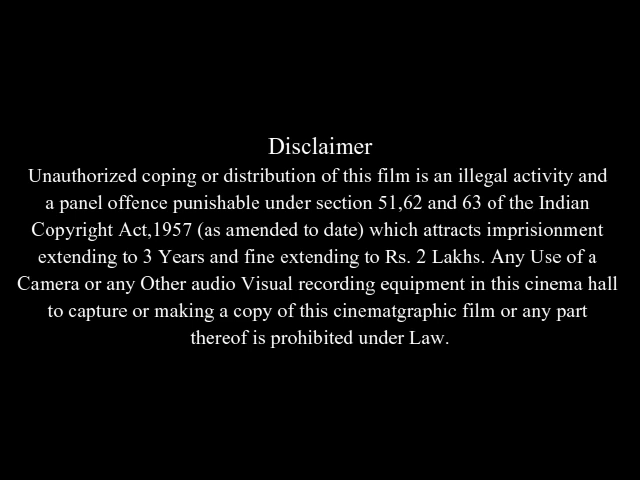 Disclaimer
Unauthorized coping or distribution of this film is an illegal activity and
a panel offence punishable under section 51,62 and 63 of the Indian
Copyright Act,1957 (as amended to date) which attracts imprisionment
extending to 3 Years and fine extending to Rs. 2 Lakhs. Any Use of a
Camera or any Other audio Visual recording equipment in this cinema hall
to capture or making a copy of this cinematgraphic film or any part
thereof is prohibited under Law.